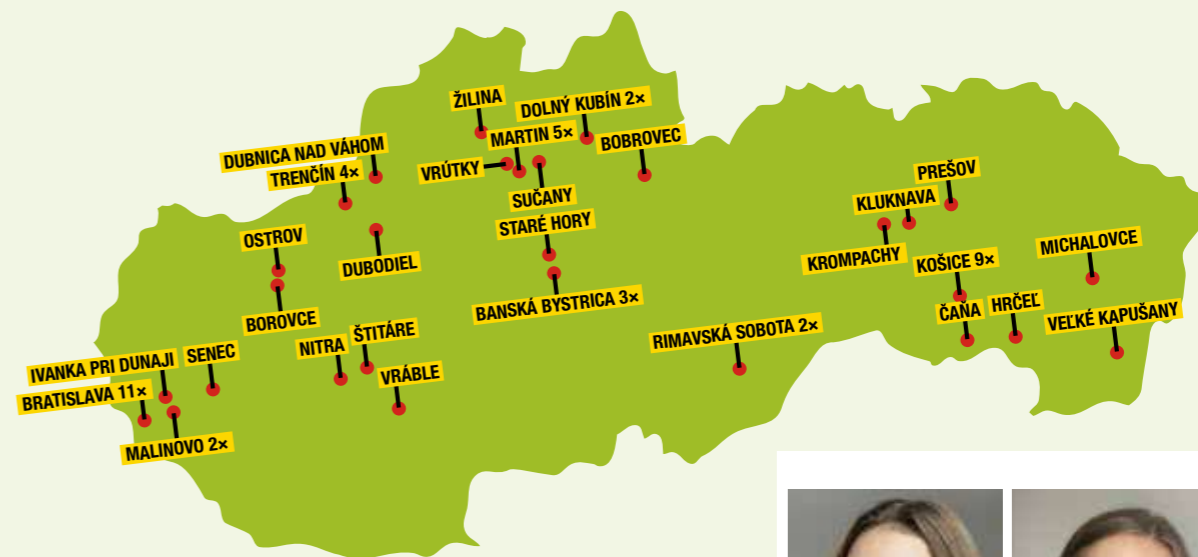 ŽILINA
DOLNÝ KUBÍN 2×
MARTIN 5×
BOBROVEC
DUBNICA NAD VÁHOM
TRENČÍN 4×
VRÚTKY
SUČANY
PREŠOV
KLUKNAVA
OSTROV
STARÉ HORY
DUBODIEL
KROMPACHY
KOŠICE 9×
MICHALOVCE
BANSKÁ BYSTRICA 3×
BOROVCE
ČAŇA
HRČEĽ
VEĽKÉ KAPUŠANY
RIMAVSKÁ SOBOTA 2×
NITRA
ŠTITÁRE
IVANKA PRI DUNAJI
SENEC
VRÁBLE
BRATISLAVA 11×
MALINOVO 2×